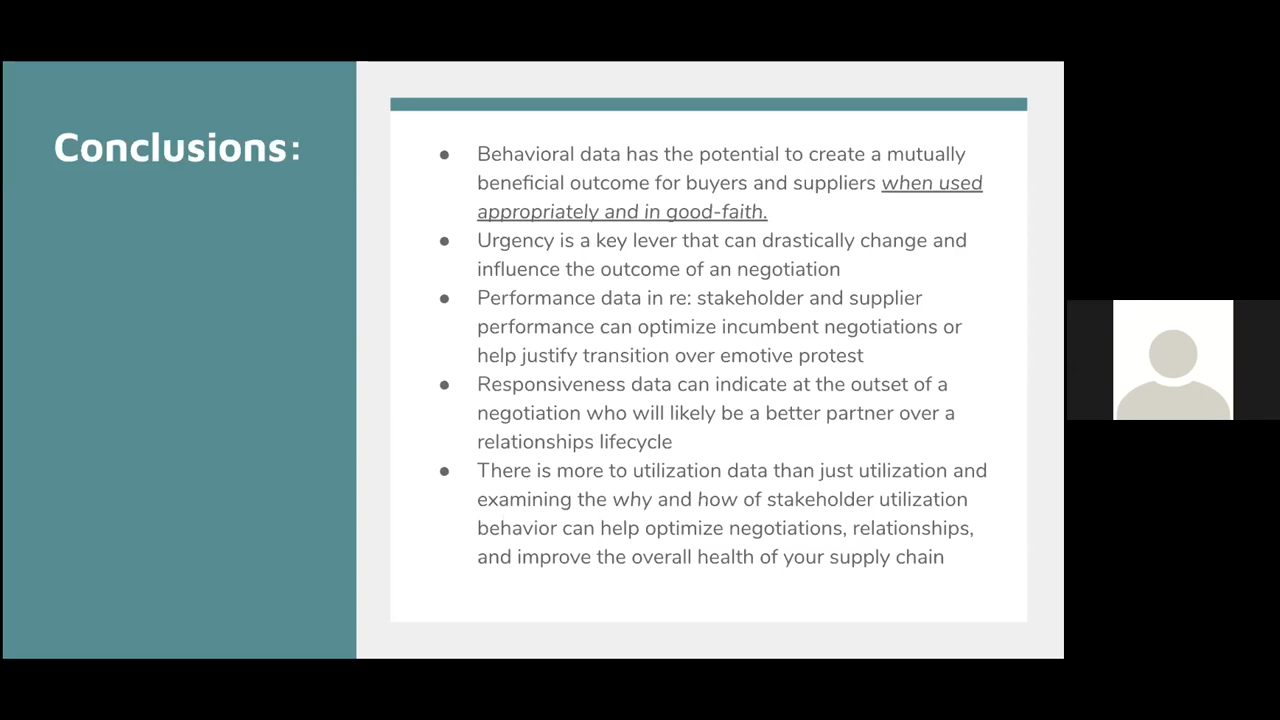 Conclusions:
● Behavioral data has the potential to create a mutually
beneficial outcome for buyers and suppliers when used
appropriately and in good-faith.
● Urgency is a key lever that can drastically change and
influence the outcome of an negotiation
● Performance data in re: stakeholder and supplier
performance can optimize incumbent negotiations or
help justify transition over emotive protest
● Responsiveness data can indicate at the outset of a
negotiation who will likely be a better partner over a
relationships lifecycle
● There is more to utilization data than just utilization and
examining the why and how of stakeholder utilization
behavior can help optimize negotiations, relationships,
and improve the overall health of your supply chain